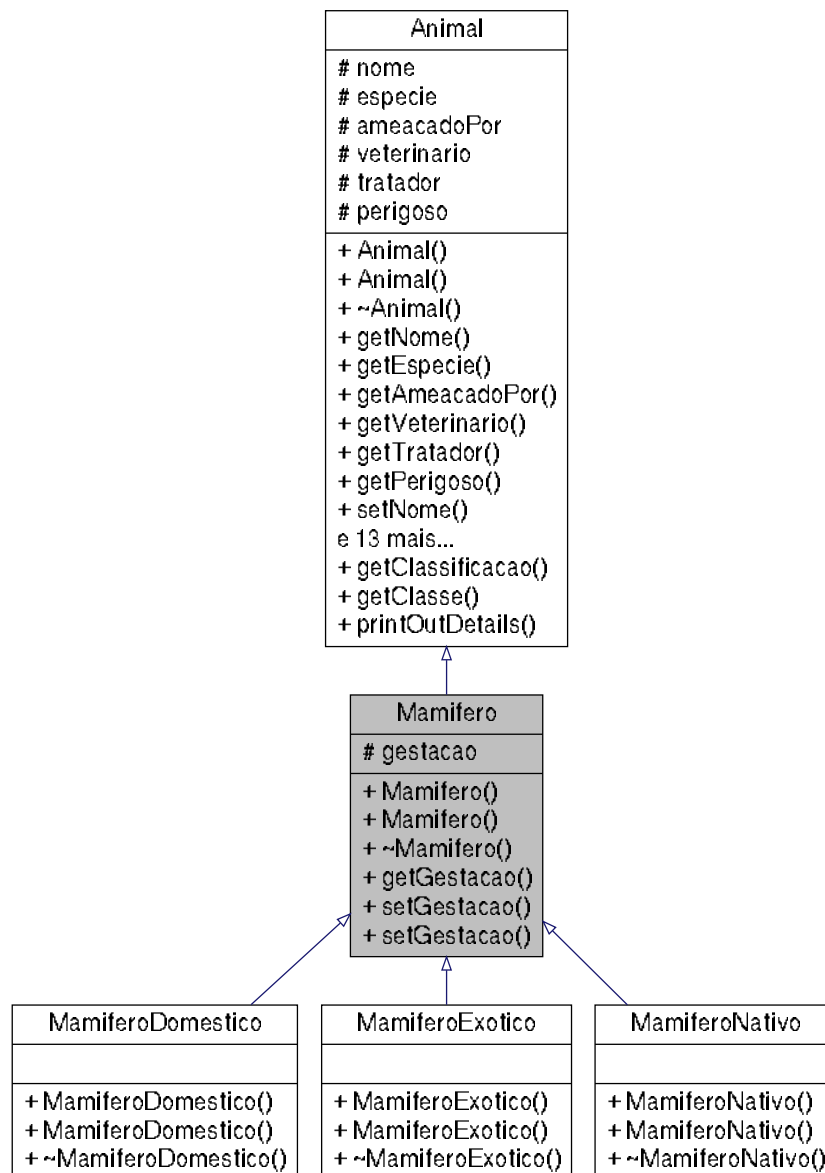 Animal
# nome
# especie
# ameacadoPor
# veterinario
# tratador
# perigoso
+ Animal()
+ Animal()
+ ~Animal()
+ getNome()
+ getEspecie()
+ getAmeacadoPor()
+ getVeterinario()
+ getTratador()
+ getPerigoso()
+ setNome()
e 13 mais...
+ getClassificacao()
+ getClasse()
+ printOutDetails()
Mamifero
# gestacao
+ Mamifero()
+ Mamifero()
+ ~Mamifero()
+ getGestacao()
+ setGestacao()
+ setGestacao()
MamiferoDomestico
+ MamiferoDomestico()
+ MamiferoDomestico()
+ ~MamiferoDomestico()
MamiferoExotico
+ MamiferoExotico()
+ MamiferoExotico()
+ ~MamiferoExotico()
MamiferoNativo
+ MamiferoNativo()
+ MamiferoNativo()
+ ~MamiferoNativo()